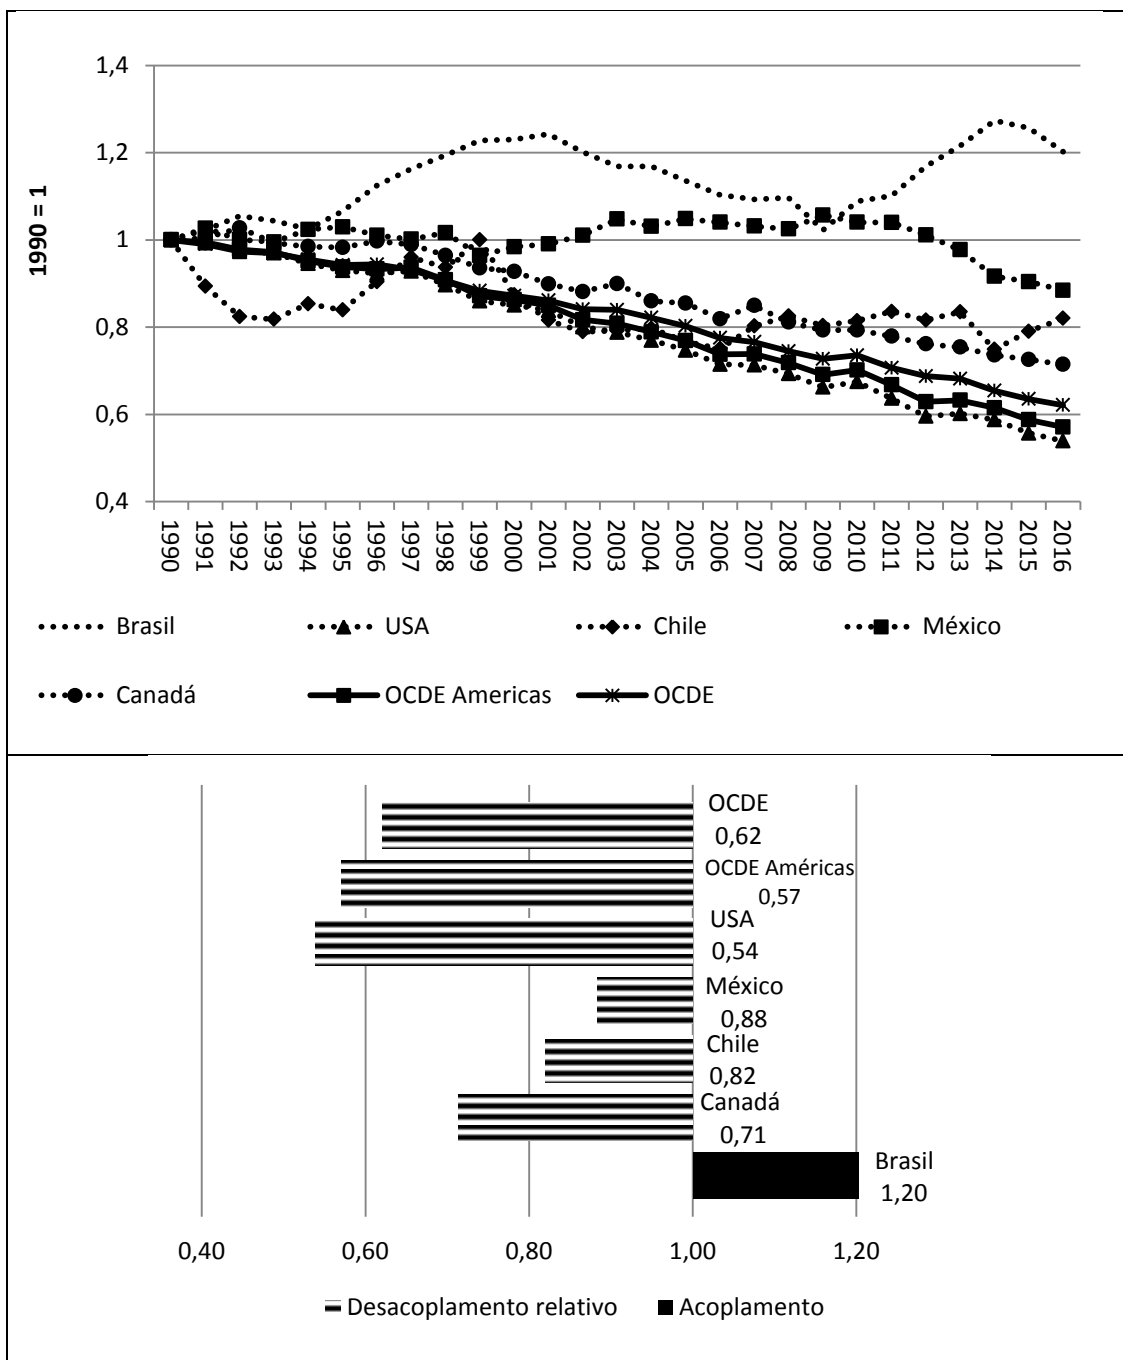 1990 = 1
1,4
1,2
1
0,8
0,6
0,4
1990 1991 1992 1993 1994 1995 1996 1997 1998 1999 2000 2001 2002 2003 2004 2005 2006 2007 2008 2009 2010 2011 2012 2013 2014 2015 2016
Brasil USA Chile México
Canadá OCDE Americas OCDE
OCDE
0,62
OCDE Américas
0,57
USA
0,54
México
0,88
Chile
0,82
Canadá
0,71
Brasil
1,20
0,40 0,60 0,80 1,00 1,20
Desacoplamento relativo Acoplamento